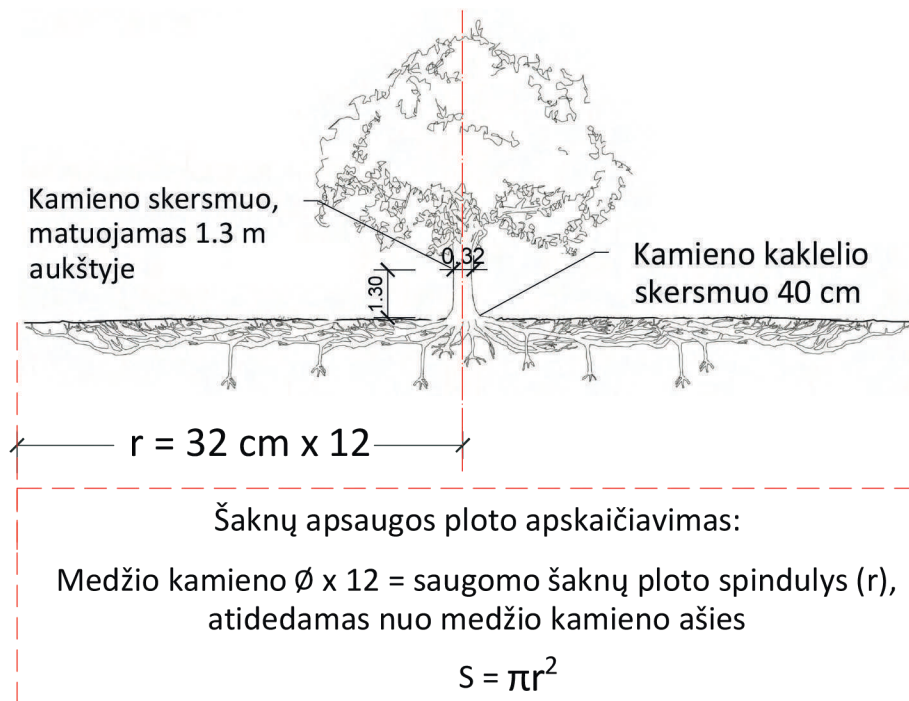 Kamieno skersmuo,
matuojamas 1.3 m
aukštyje
0,32
1.30
Kamieno kaklelio
skersmuo 40 cm
r = 32 cm x 12
Šaknų apsaugos ploto apskaičiavimas:
Medžio kamieno Ø x 12 = saugomo šaknų ploto spindulys (r),
atidedamas nuo medžio kamieno ašies
S = πr²